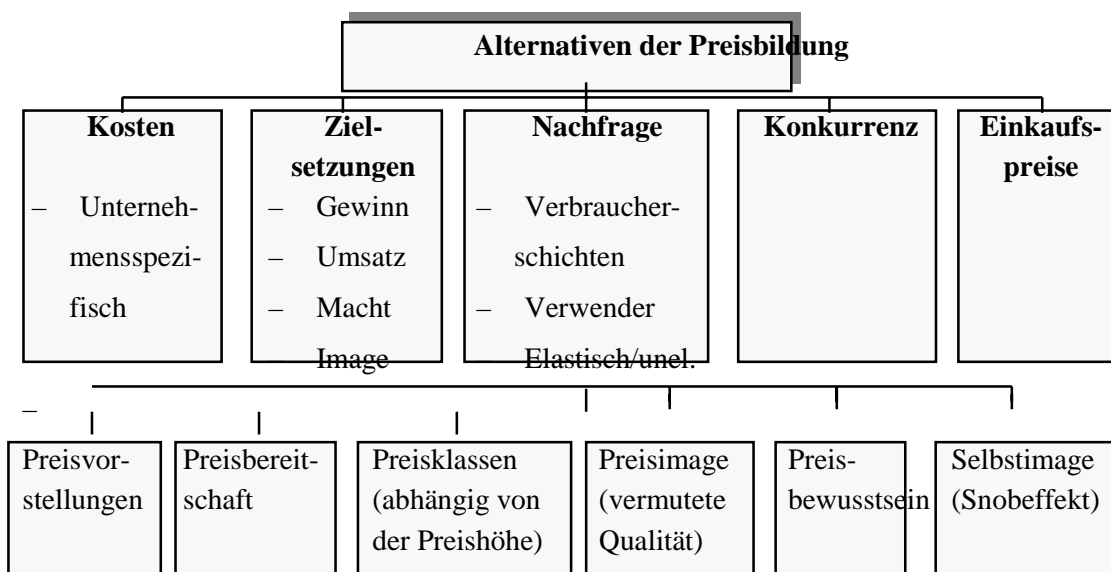 Alternativen der Preisbildung
Kosten
– Unterneh-
mensspezi-
fisch
Ziel-
setzungen
– Gewinn
– Umsatz
– Macht
– Image
Nachfrage
– Verbraucher-
schichten
– Verwender
– Elastisch/unel.
Konkurrenz
Einkaufs-
preise
–
Preisvor-
stellungen
Preisbereit-
schaft
Preisklassen
(abhängig von
der Preishöhe)
Preisimage
(vermutete
Qualität)
Preis-
bewusstsein
Selbstimage
(Snobeffekt)